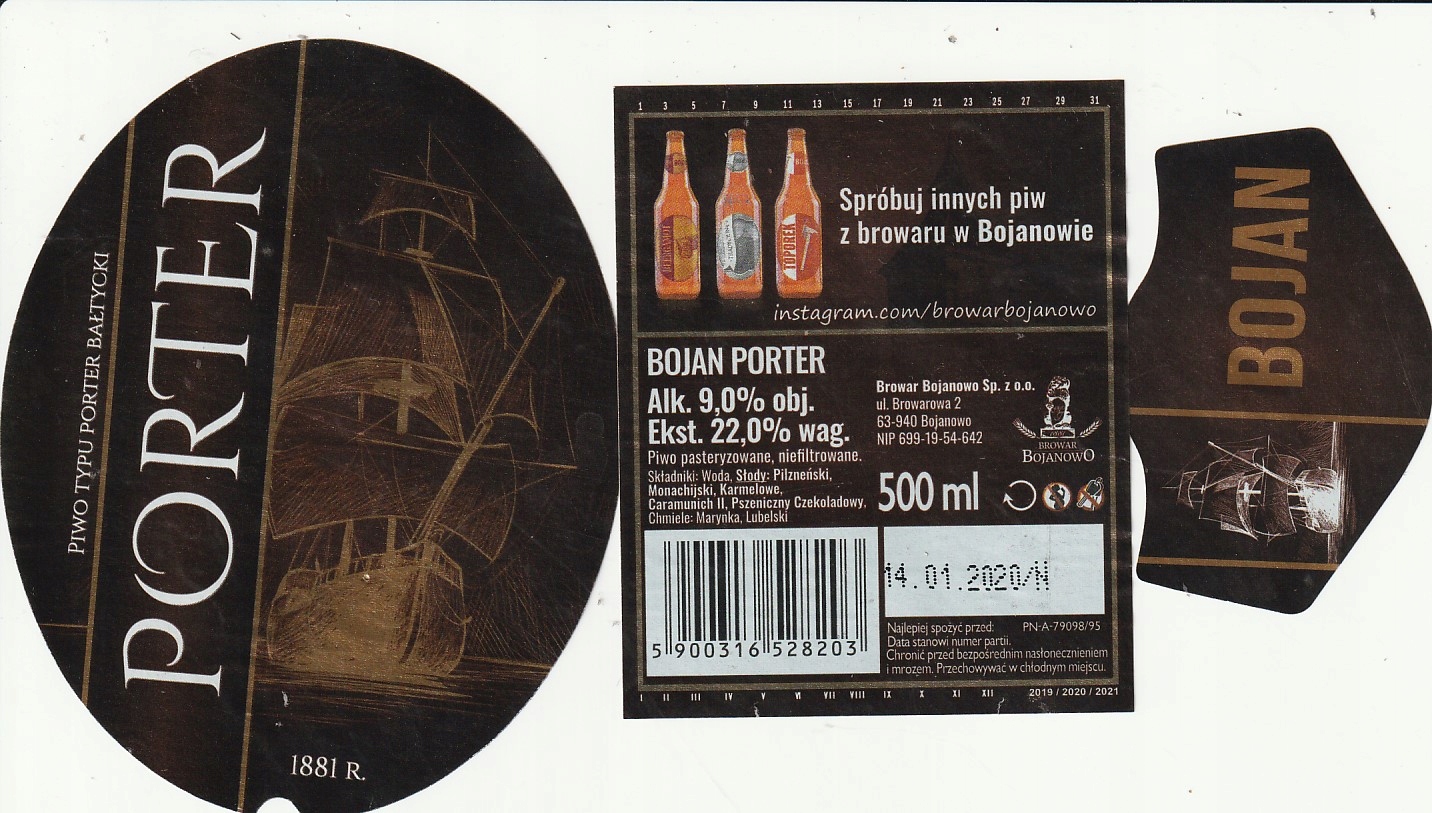 PIWO TYPU PORTER BAŁTYCKI
PORTER
1881 R.
1 3 5 7 9 11 13 15 17 19 21 23 25 27 29 31
TOPOREK
Spróbuj innych piw
z browaru w Bojanowie
instagram.com/browarbojanowo
BOJAN PORTER
Alk. 9,0% obj.
Ekst. 22,0% wag.
Piwo pasteryzowane, niefiltrowane.
Składniki: Woda, Słody: Pilzneński,
Monachijski, Karmelowe,
Caramunich II, Pszeniczny Czekoladowy,
Chmiele: Marynka, Lubelski
Browar Bojanowo Sp. z o.o.
ul. Browarowa 2
63-940 Bojanowo
NIP 699-19-54-642
BROWAR
BOJANOWO
500 ml
5 900316 528203
14.01.2020/N
Najlepiej spożyć przed: PN-A-79098/95
Data stanowi numer partii.
Chronić przed bezpośrednim nasłonecznieniem
i mrozem. Przechowywać w chłodnym miejscu.
I II III IV V VI VII VIII IX X XI XII 2019 / 2020 / 2021
BOJAN